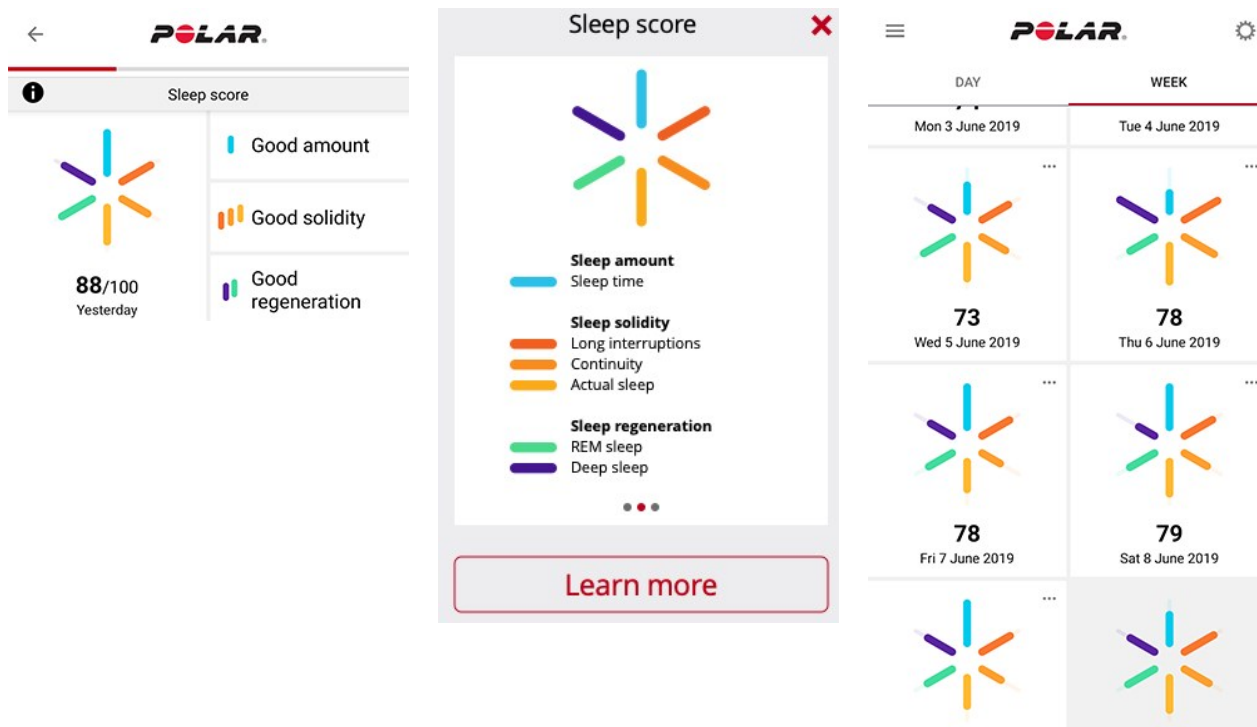 POLAR.
Sleep score
Good amount
Good solidity
Good
regeneration
88/100
Yesterday
Sleep score
Sleep amount
Sleep time
Sleep solidity
Long interruptions
Continuity
Actual sleep
Sleep regeneration
REM sleep
Deep sleep
Learn more
POLAR.
DAY
WEEK
Mon 3 June 2019
Tue 4 June 2019
73
Wed 5 June 2019
78
Thu 6 June 2019
78
Fri 7 June 2019
79
Sat 8 June 2019